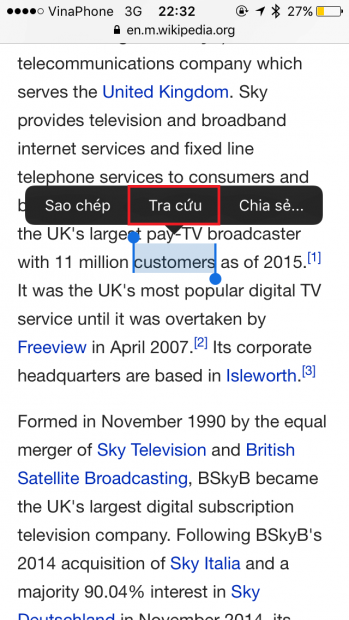 VinaPhone 3G 22:32 27%
en.m.wikipedia.org
telecommunications company which
serves the United Kingdom. Sky
provides television and broadband
internet services and fixed line
telephone services to consumers and
Sao chép Tra cứu Chia sẻ...
the UK's largest pay-TV broadcaster
with 11 million customers as of 2015.[1]
It was the UK's most popular digital TV
service until it was overtaken by
Freeview in April 2007.[2] Its corporate
headquarters are based in Isleworth.[3]
Formed in November 1990 by the equal
merger of Sky Television and British
Satellite Broadcasting, BSkyB became
the UK's largest digital subscription
television company. Following BSkyB's
2014 acquisition of Sky Italia and a
majority 90.04% interest in Sky
Deutschland in November 2014, its